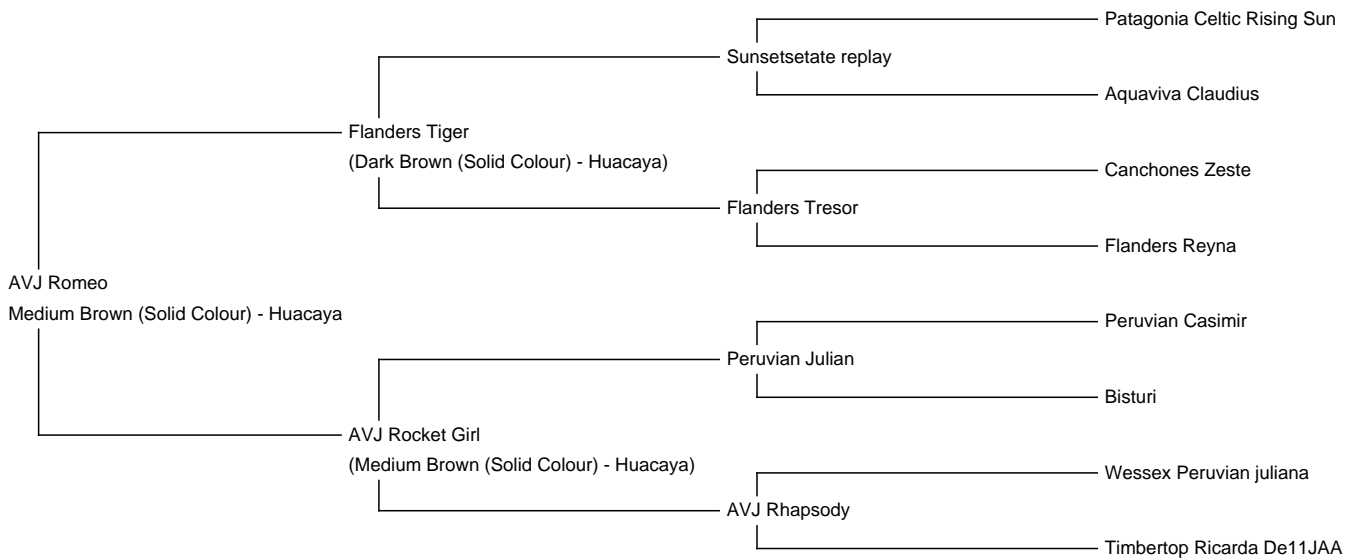 Patagonia Celtic Rising Sun
Sunsetsetate replay
Aquaviva Claudius
Flanders Tiger
(Dark Brown (Solid Colour) - Huacaya)
Canchones Zeste
Flanders Tresor
Flanders Reyna
AVJ Romeo
Medium Brown (Solid Colour) - Huacaya
Peruvian Casimir
Peruvian Julian
Bisturi
AVJ Rocket Girl
(Medium Brown (Solid Colour) - Huacaya)
Wessex Peruvian juliana
AVJ Rhapsody
Timbertop Ricarda De11JAA